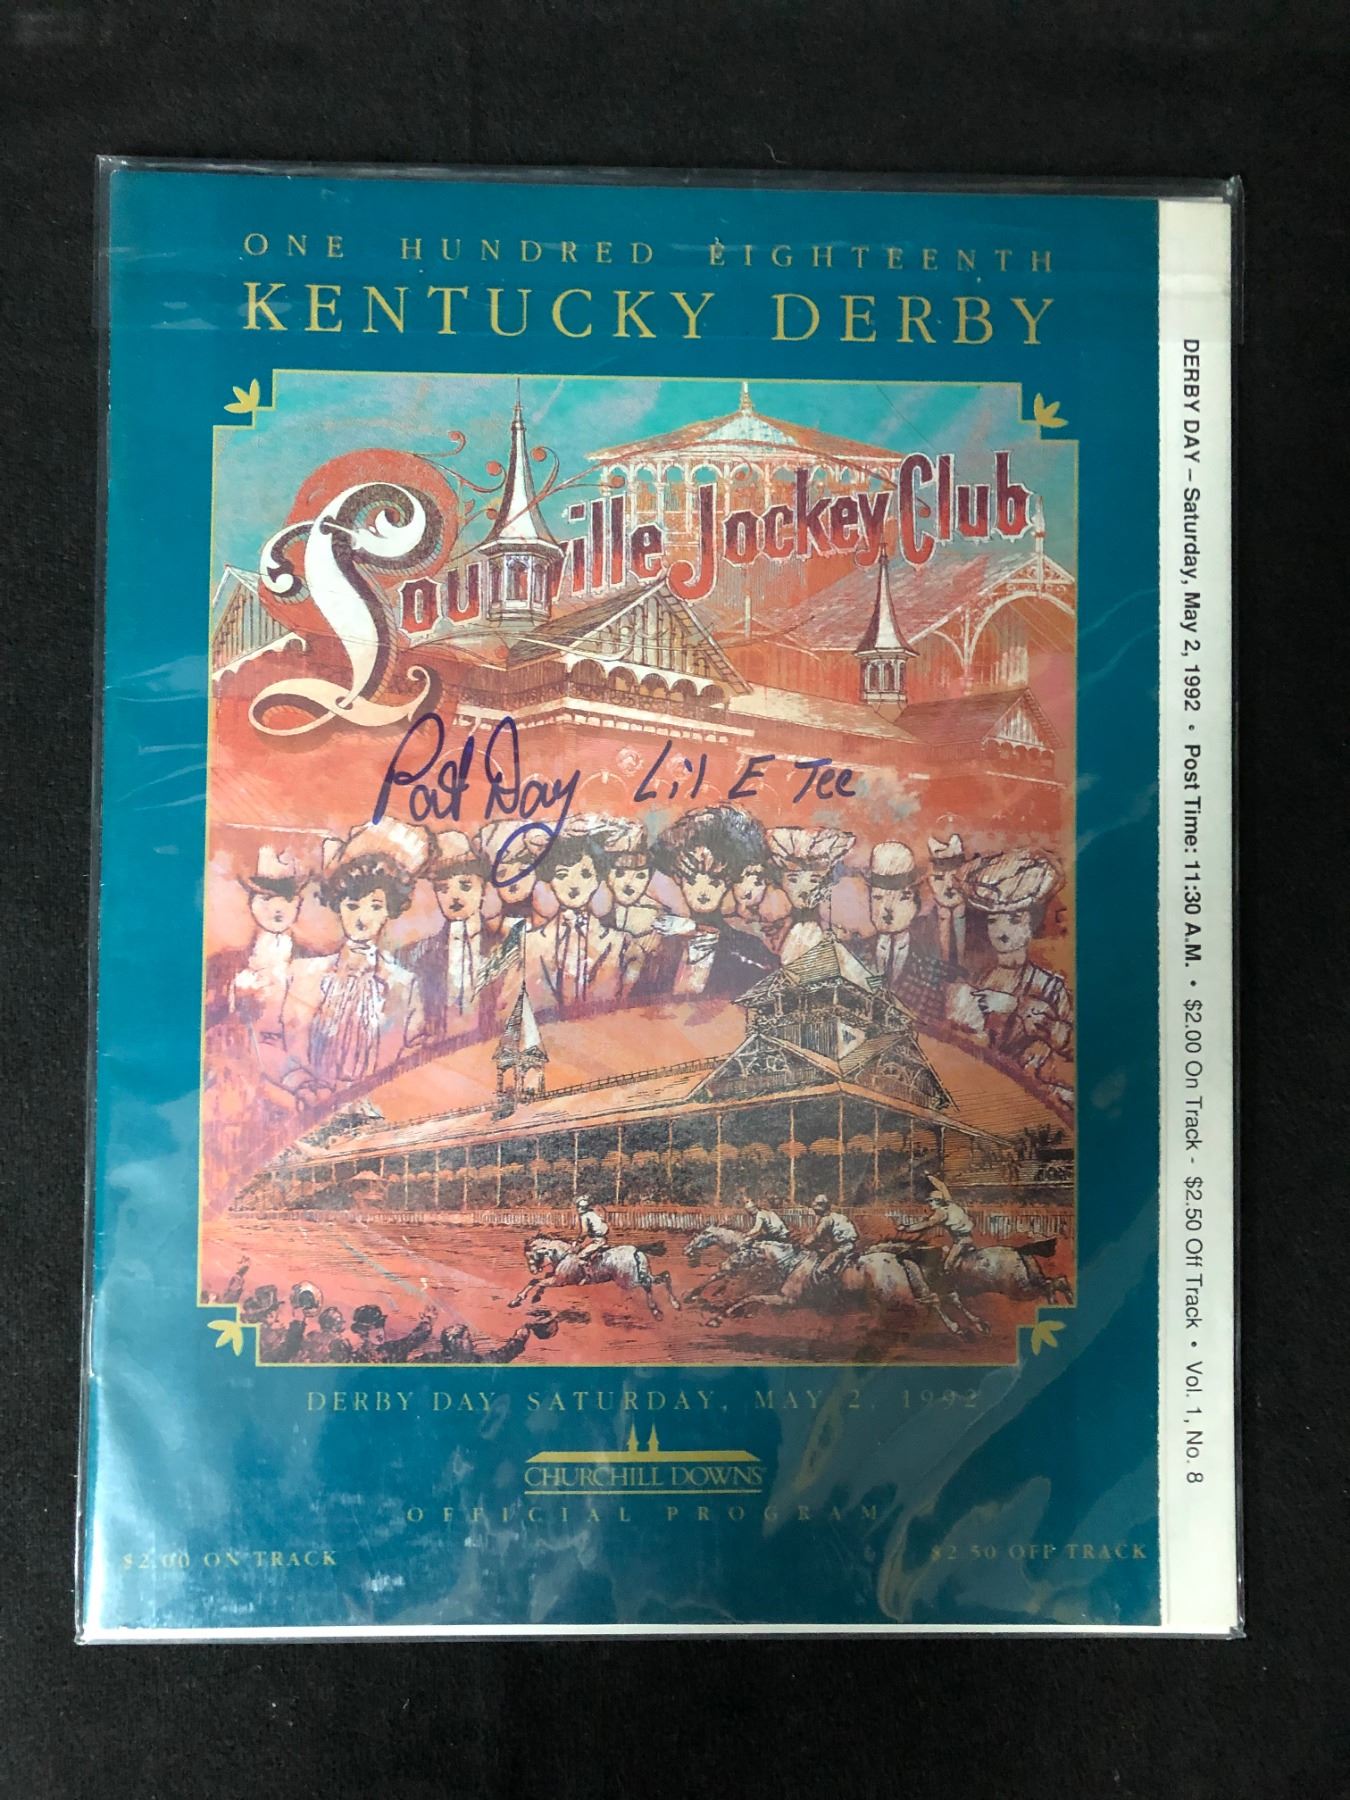 ONE HUNDRED EIGHTEENTH
KENTUCKY DERBY
Louisville Jockey Club
Pat Day Lil E Tee
DERBY DAY SATURDAY, MAY 2, 1992
CHURCHILL DOWNS
OFFICIAL PROGRAM
$2.00 ON TRACK
$2.50 OFF TRACK
DERBY DAY – Saturday, May 2, 1992 • Post Time: 11:30 A.M. • $2.00 On Track - $2.50 Off Track • Vol. 1, No. 8